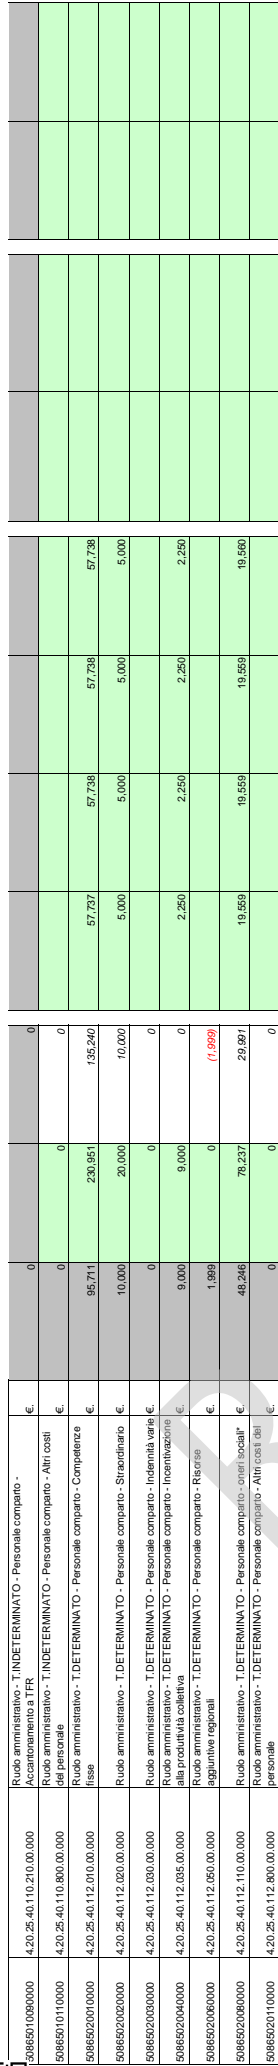 50865010090000 4.20.25.40.110.210.00.000 Ruolo amministrativo - T.INDETERMINATO - Personale comparto -
Accantonamento a TFR €. 0 0
50865010110000 4.20.25.40.110.800.00.000 Ruolo amministrativo - T.INDETERMINATO - Personale comparto - Altri costi
del personale €. 0 0 0
50865020010000 4.20.25.40.112.010.00.000 Ruolo amministrativo - T.DETERMINATO - Personale comparto - Competenze
fisse €. 95,711 230,951 135,240 57,737 57,738 57,738 57,738
50865020020000 4.20.25.40.112.020.00.000 Ruolo amministrativo - T.DETERMINATO - Personale comparto - Straordinario €. 10,000 20,000 10,000 5,000 5,000 5,000 5,000
50865020030000 4.20.25.40.112.030.00.000 Ruolo amministrativo - T.DETERMINATO - Personale comparto - Indennità varie €. 0 0 0
50865020040000 4.20.25.40.112.035.00.000 Ruolo amministrativo - T.DETERMINATO - Personale comparto - Incentivazione
alla produttività collettiva €. 9,000 9,000 0 2,250 2,250 2,250 2,250
50865020060000 4.20.25.40.112.050.00.000 Ruolo amministrativo - T.DETERMINATO - Personale comparto - Risorse
aggiuntive regionali €. 1,999 0 (1,999)
50865020080000 4.20.25.40.112.110.00.000 Ruolo amministrativo - T.DETERMINATO - Personale comparto - oneri sociali* €. 48,246 78,237 29,991 19,559 19,559 19,559 19,560
50865020110000 4.20.25.40.112.800.00.000 Ruolo amministrativo - T.DETERMINATO - Personale comparto - Altri costi del
personale €. 0 0 0